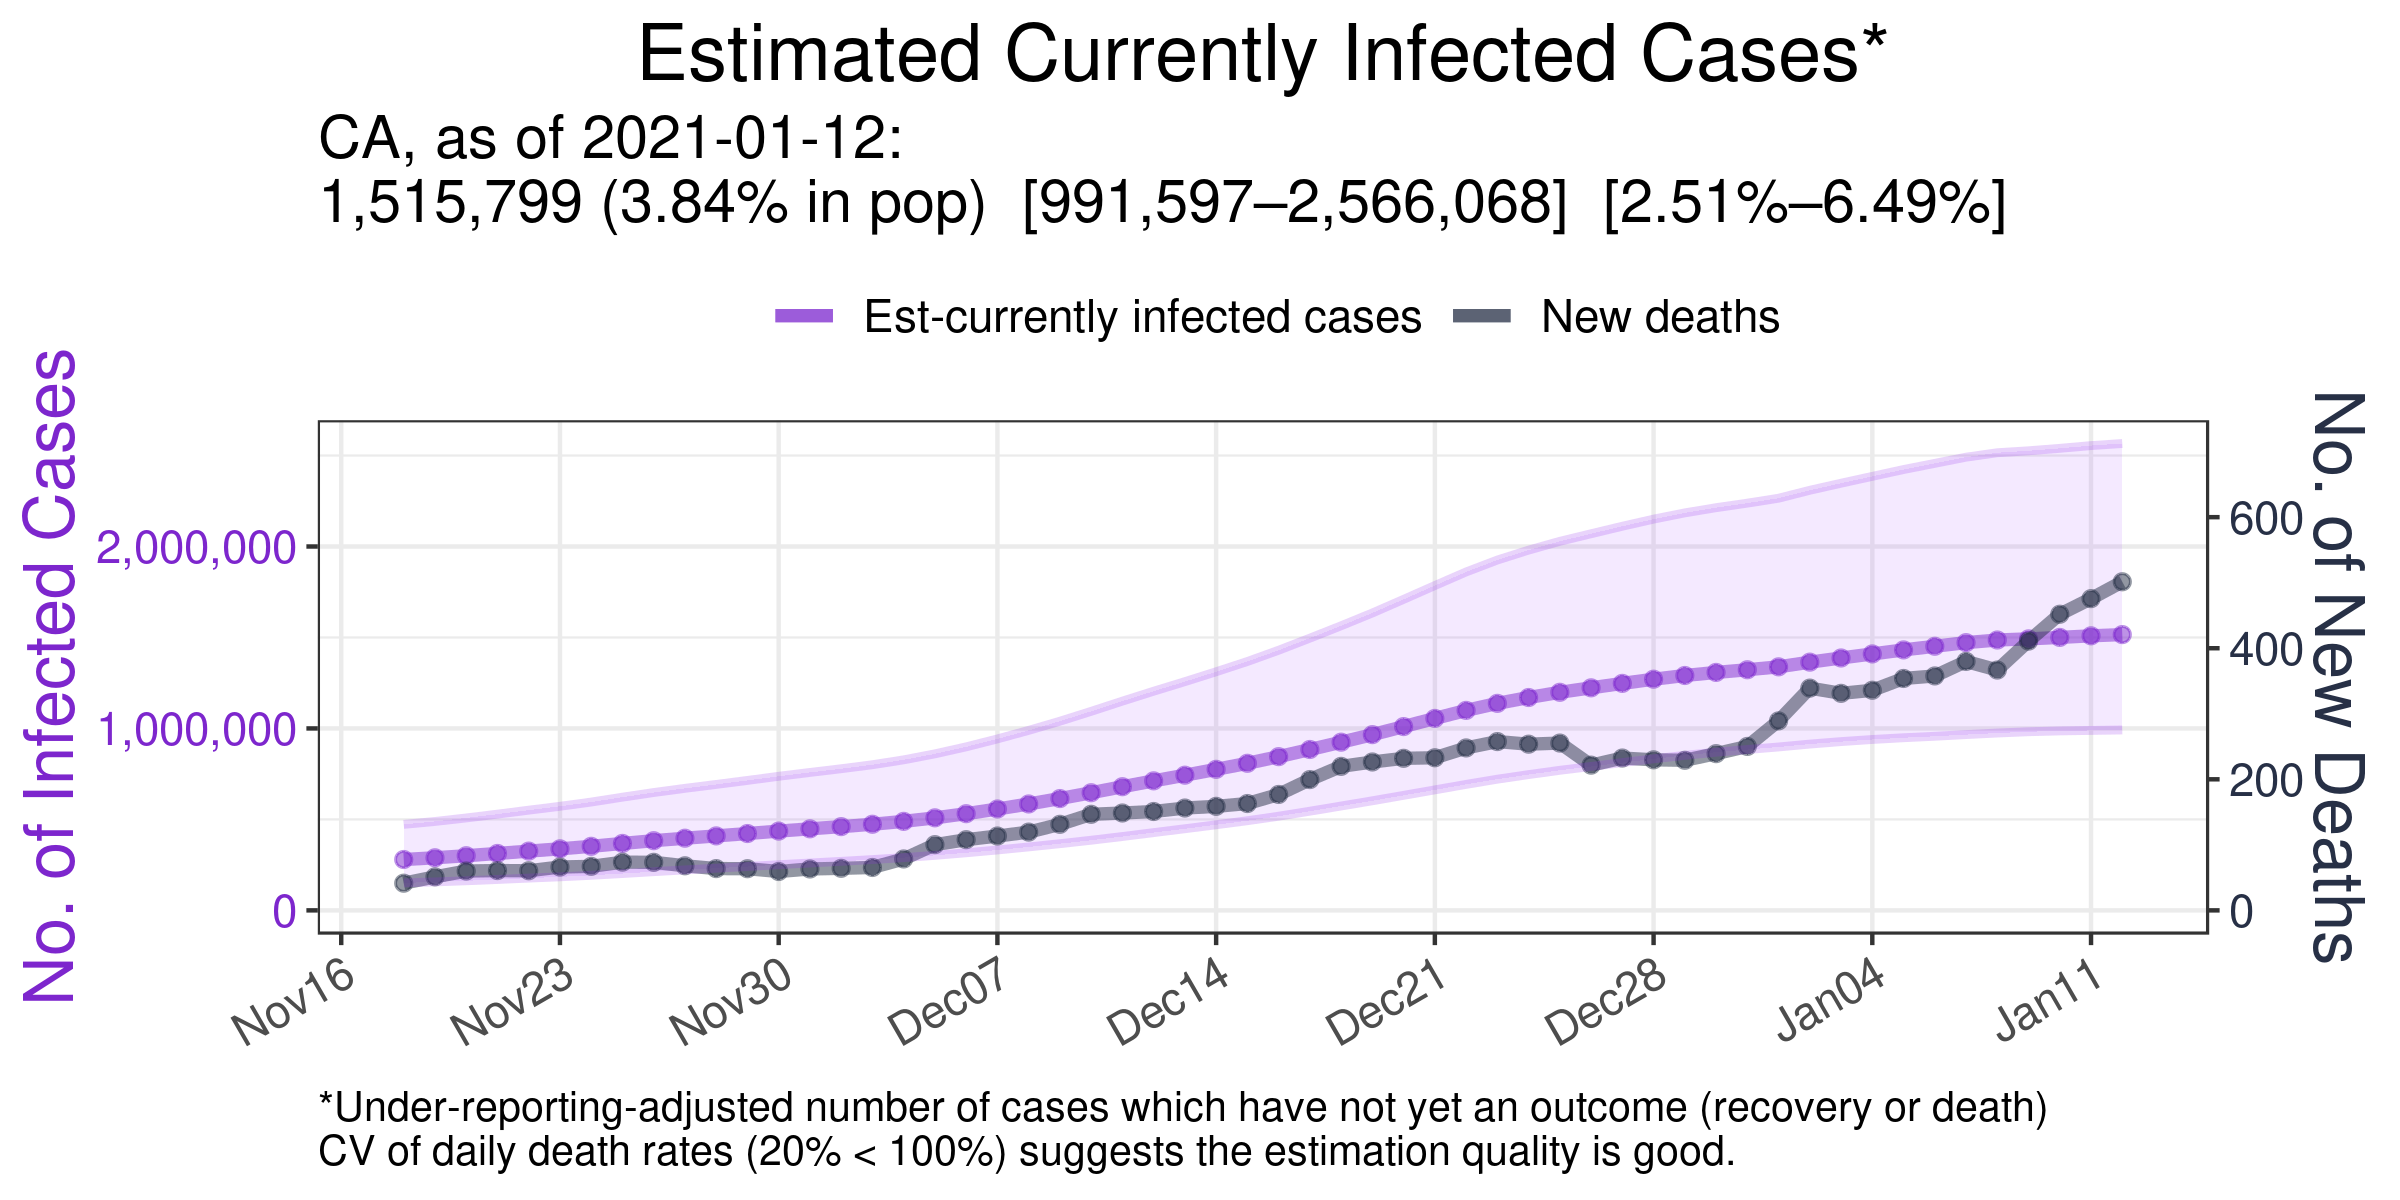 Estimated Currently Infected Cases*
CA, as of 2021-01-12:
1,515,799 (3.84% in pop)  [991,597–2,566,068]  [2.51%–6.49%]
Est-currently infected cases
New deaths
No. of Infected Cases
2,000,000
1,000,000
0
No. of New Deaths
600
400
200
0
Nov16
Nov23
Nov30
Dec07
Dec14
Dec21
Dec28
Jan04
Jan11
*Under-reporting-adjusted number of cases which have not yet an outcome (recovery or death)
CV of daily death rates (20% < 100%) suggests the estimation quality is good.